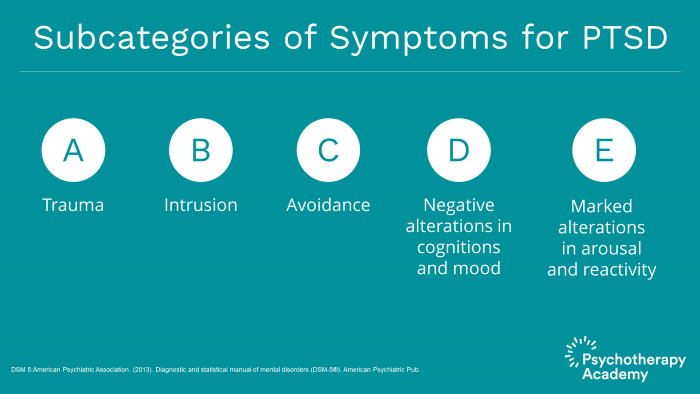 Subcategories of Symptoms for PTSD
A
B
C
D
E
Trauma
Intrusion
Avoidance
Negative
alterations in
cognitions
and mood
Marked
alterations
in arousal
and reactivity
DSM 5:American Psychiatric Association. (2013). Diagnostic and statistical manual of mental disorders (DSM-5®). American Psychiatric Pub.
Psychotherapy
Academy